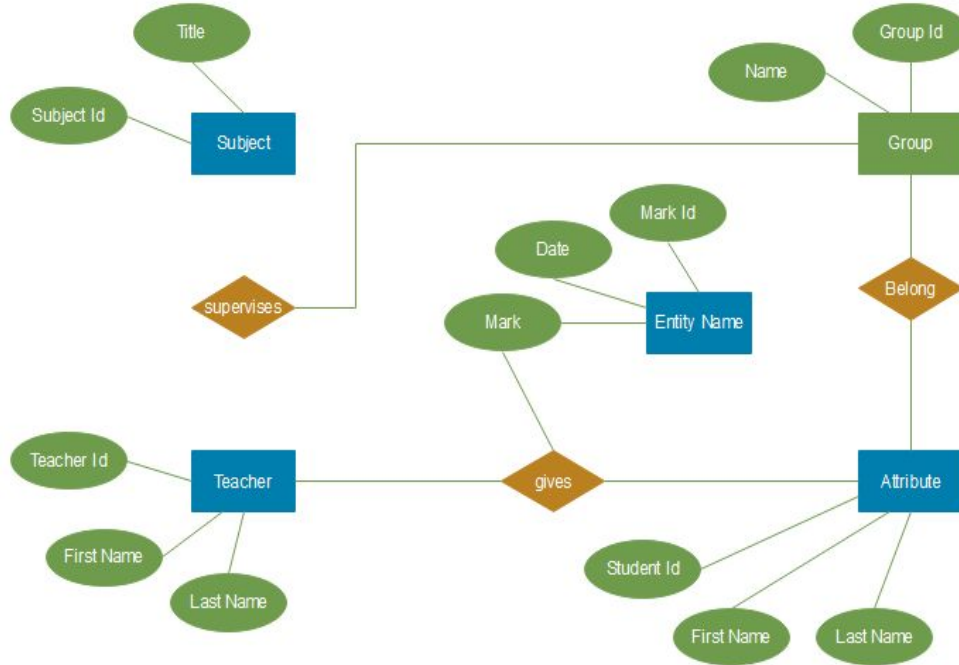 Title
Group Id
Name
Subject Id
Subject
Group
Mark Id
Date
Belong
supervises
Mark
Entity Name
Teacher Id
Teacher
gives
Attribute
First Name
Student Id
Last Name
First Name
Last Name